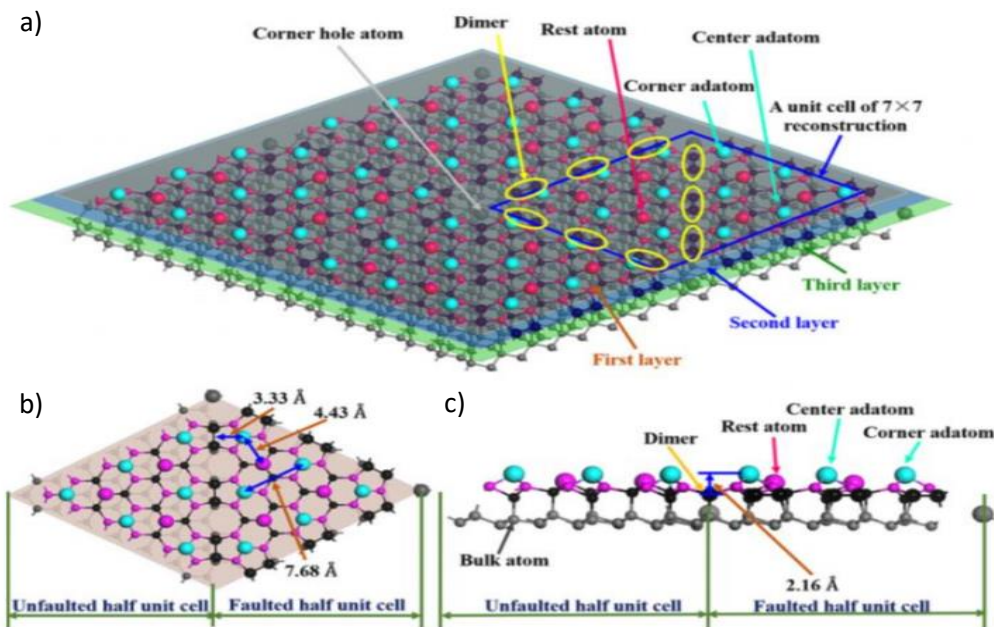 a)
Corner hole atom
Dimer
Rest atom
Center adatom
Corner adatom
A unit cell of 7×7
reconstruction
Third layer
Second layer
First layer
b)
3.33 Å
4.43 Å
7.68 Å
Unfaulted half unit cell
Faulted half unit cell
c)
Center adatom
Rest atom
Corner adatom
Dimer
Bulk atom
2.16 Å
Unfaulted half unit cell
Faulted half unit cell